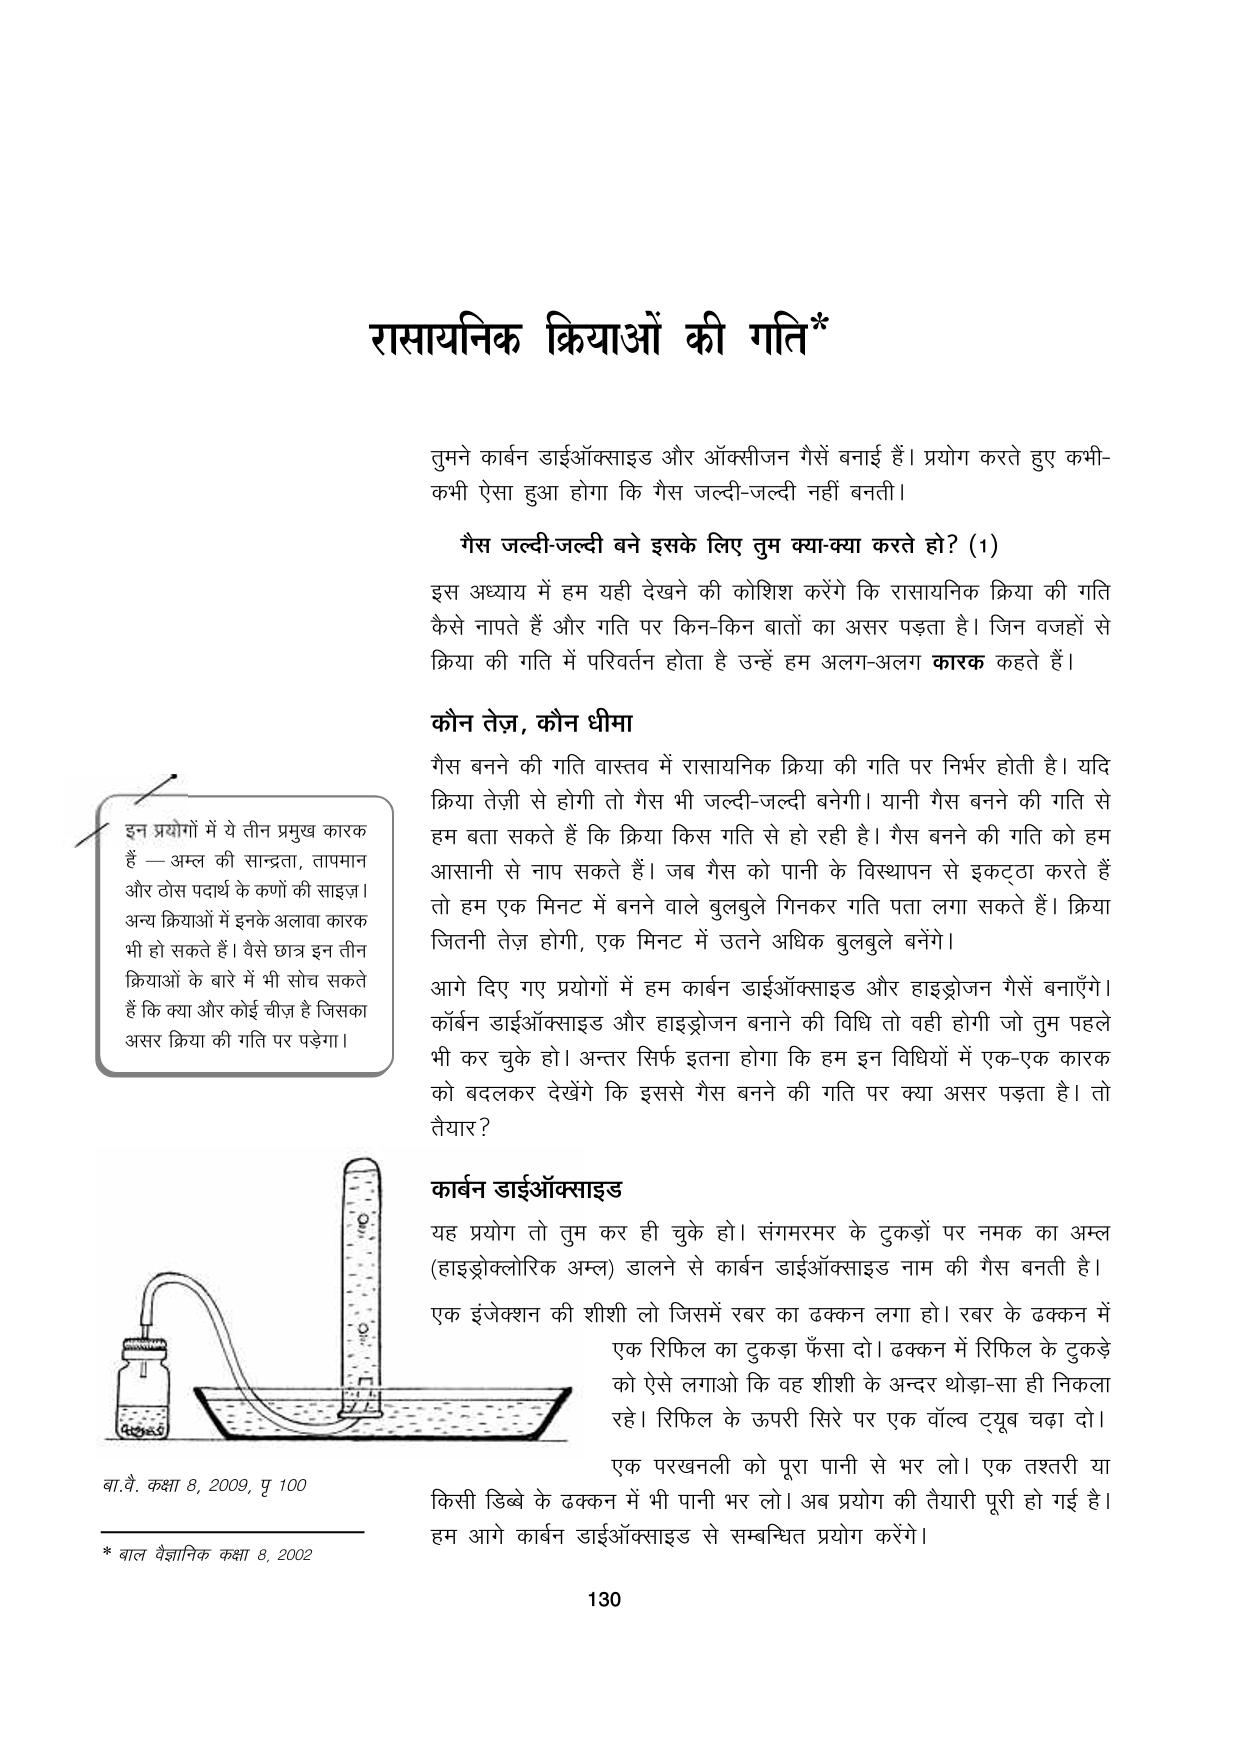 रासायनिक क्रियाओं की गति*
तुमने कार्बन डाईऑक्साइड और ऑक्सीजन गैसें बनाई हैं। प्रयोग करते हुए कभी-
कभी ऐसा हुआ होगा कि गैस जल्दी-जल्दी नहीं बनती।
गैस जल्दी-जल्दी बने इसके लिए तुम क्या-क्या करते हो? (1)
इस अध्याय में हम यही देखने की कोशिश करेंगे कि रासायनिक क्रिया की गति
कैसे नापते हैं और गति पर किन-किन बातों का असर पड़ता है। जिन वजहों से
क्रिया की गति में परिवर्तन होता है उन्हें हम अलग-अलग कारक कहते हैं।
कौन तेज़, कौन धीमा
गैस बनने की गति वास्तव में रासायनिक क्रिया की गति पर निर्भर होती है। यदि
क्रिया तेज़ी से होगी तो गैस भी जल्दी-जल्दी बनेगी। यानी गैस बनने की गति से
हम बता सकते हैं कि क्रिया किस गति से हो रही है। गैस बनने की गति को हम
आसानी से नाप सकते हैं। जब गैस को पानी के विस्थापन से इकट्ठा करते हैं
तो हम एक मिनट में बनने वाले बुलबुले गिनकर गति पता लगा सकते हैं। क्रिया
जितनी तेज़ होगी, एक मिनट में उतने अधिक बुलबुले बनेंगे।
आगे दिए गए प्रयोगों में हम कार्बन डाईऑक्साइड और हाइड्रोजन गैसें बनाएँगे।
कॉर्बन डाईऑक्साइड और हाइड्रोजन बनाने की विधि तो वही होगी जो तुम पहले
भी कर चुके हो। अन्तर सिर्फ इतना होगा कि हम इन विधियों में एक-एक कारक
को बदलकर देखेंगे कि इससे गैस बनने की गति पर क्या असर पड़ता है। तो
तैयार?
इन प्रयोगों में ये तीन प्रमुख कारक
हैं — अम्ल की सान्द्रता, तापमान
और ठोस पदार्थ के कणों की साइज़।
अन्य क्रियाओं में इनके अलावा कारक
भी हो सकते हैं। वैसे छात्र इन तीन
क्रियाओं के बारे में भी सोच सकते
हैं कि क्या और कोई चीज़ है जिसका
असर क्रिया की गति पर पड़ेगा।
कार्बन डाईऑक्साइड
यह प्रयोग तो तुम कर ही चुके हो। संगमरमर के टुकड़ों पर नमक का अम्ल
(हाइड्रोक्लोरिक अम्ल) डालने से कार्बन डाईऑक्साइड नाम की गैस बनती है।
एक इंजेक्शन की शीशी लो जिसमें रबर का ढक्कन लगा हो। रबर के ढक्कन में
एक रिफिल का टुकड़ा फँसा दो। ढक्कन में रिफिल के टुकड़े
को ऐसे लगाओ कि वह शीशी के अन्दर थोड़ा-सा ही निकला
रहे। रिफिल के ऊपरी सिरे पर एक वॉल्व ट्यूब चढ़ा दो।
एक परखनली को पूरा पानी से भर लो। एक तश्तरी या
किसी डिब्बे के ढक्कन में भी पानी भर लो। अब प्रयोग की तैयारी पूरी हो गई है।
हम आगे कार्बन डाईऑक्साइड से सम्बन्धित प्रयोग करेंगे।
बा.वै. कक्षा 8, 2009, पृ 100
* बाल वैज्ञानिक कक्षा 8, 2002
130